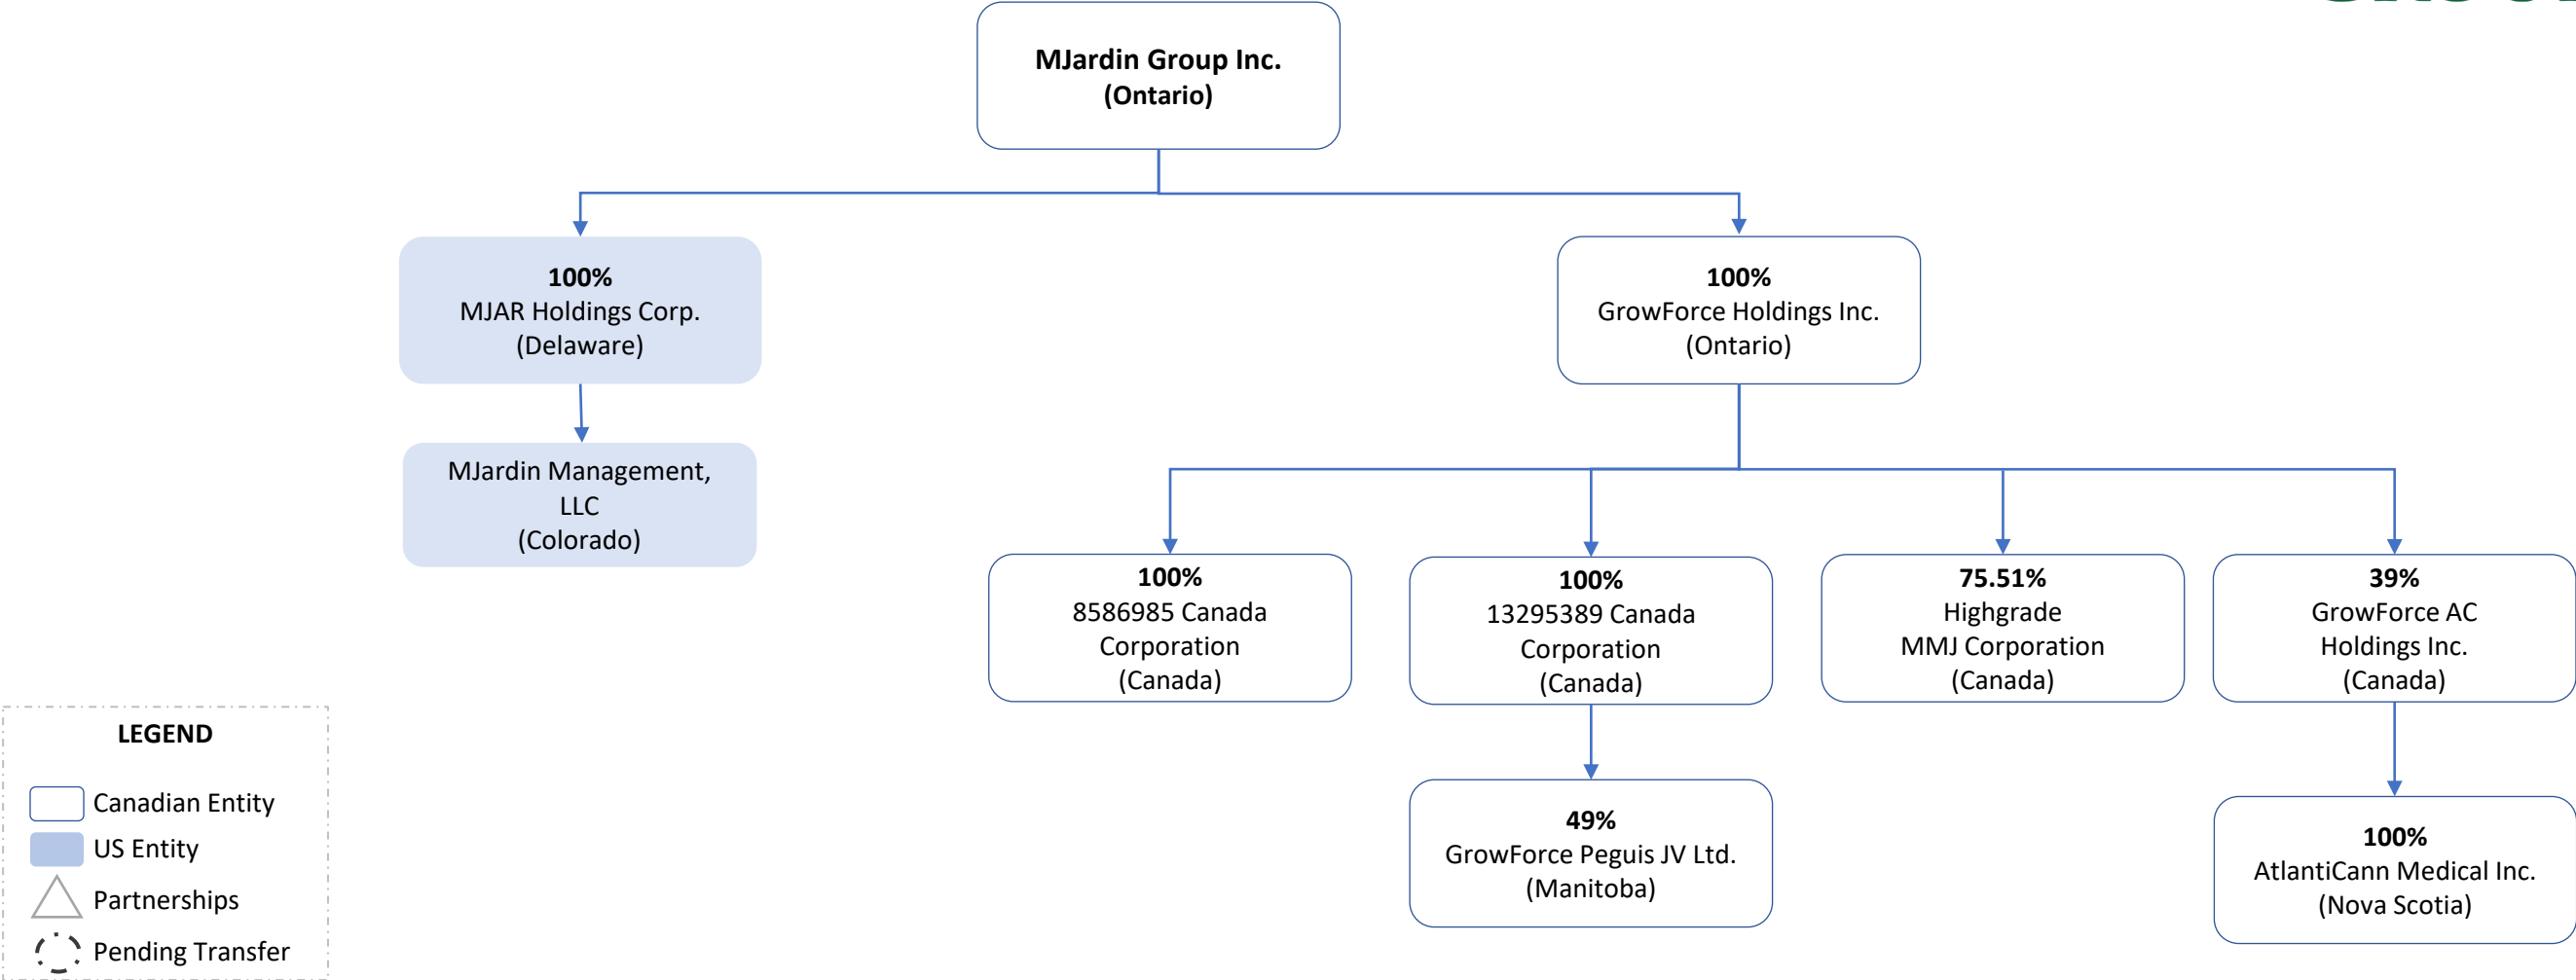 MJardin Group Inc.
(Ontario)
100%
MJAR Holdings Corp.
(Delaware)
100%
GrowForce Holdings Inc.
(Ontario)
MJardin Management,
LLC
(Colorado)
100%
8586985 Canada
Corporation
(Canada)
100%
13295389 Canada
Corporation
(Canada)
75.51%
Highgrade
MMJ Corporation
(Canada)
39%
GrowForce AC
Holdings Inc.
(Canada)
49%
GrowForce Peguis JV Ltd.
(Manitoba)
100%
AtlantiCann Medical Inc.
(Nova Scotia)
LEGEND
Canadian Entity
US Entity
Partnerships
Pending Transfer